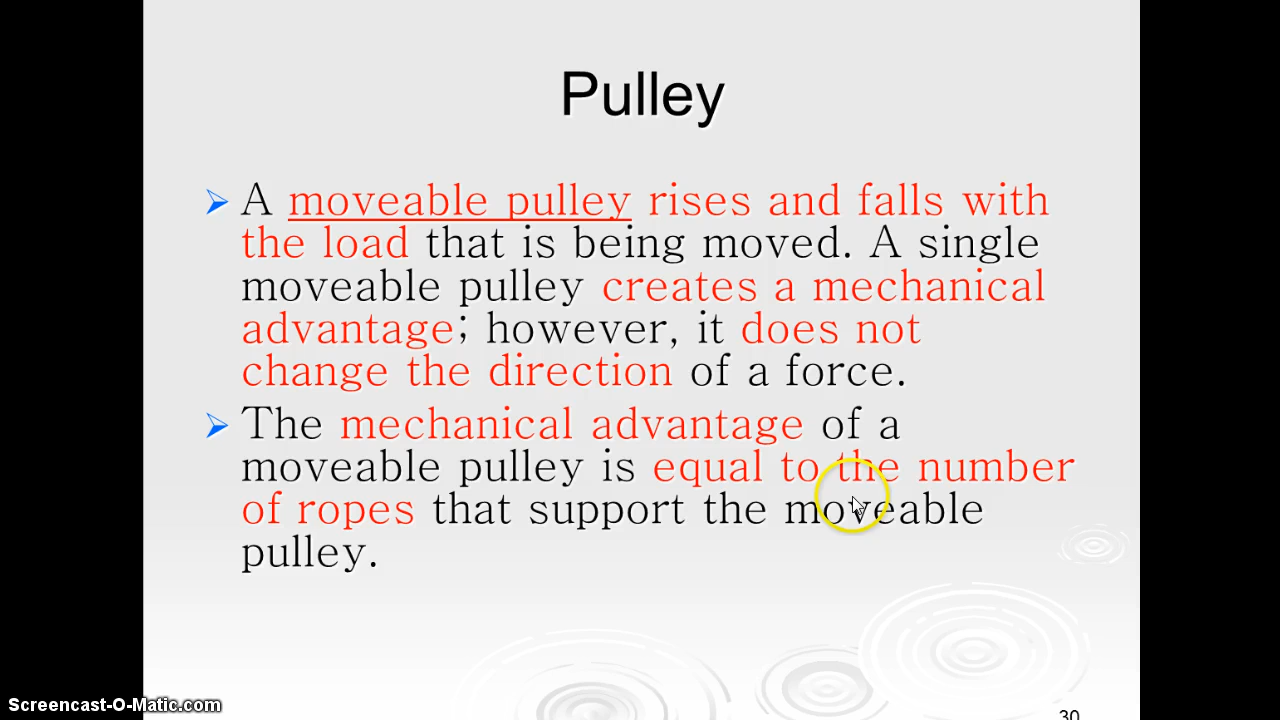 Pulley
A moveable pulley rises and falls with
the load that is being moved. A single
moveable pulley creates a mechanical
advantage; however, it does not
change the direction of a force.
The mechanical advantage of a
moveable pulley is equal to the number
of ropes that support the moveable
pulley.
30
Screencast-O-Matic.com